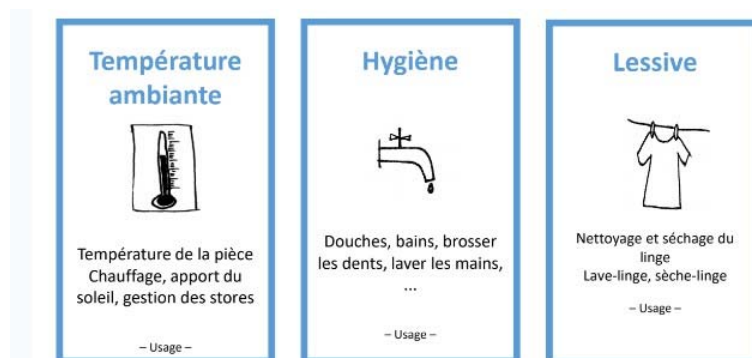 Température
ambiante
Température de la pièce
Chauffage, apport du
soleil, gestion des stores
– Usage –
Hygiène
Douches, bains, brosser
les dents, laver les mains,
...
– Usage –
Lessive
Nettoyage et séchage du
linge
Lave-linge, sèche-linge
– Usage –